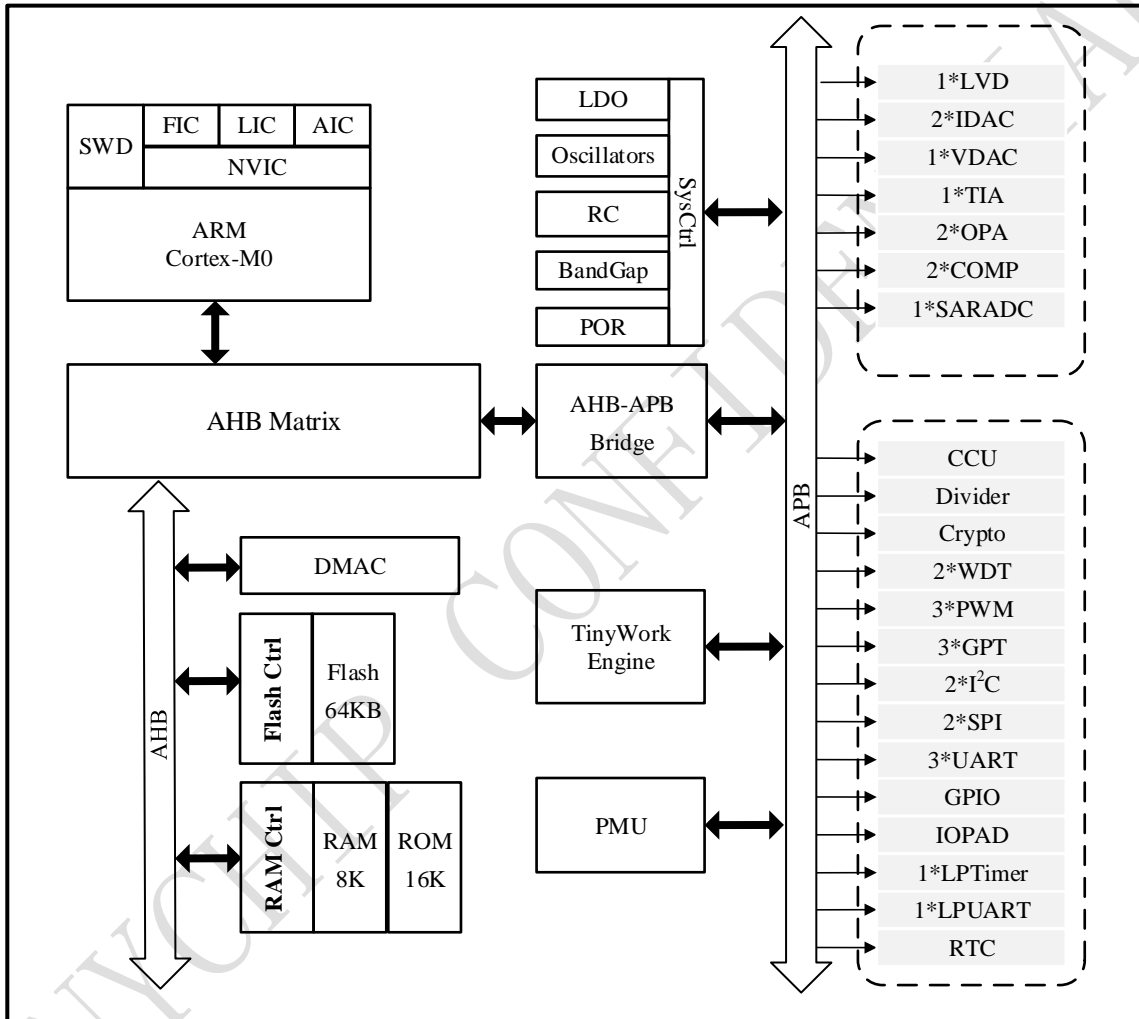 SWD
FIC
LIC
AIC
NVIC
ARM
Cortex-M0
LDO
Oscillators
RC
BandGap
POR
SysCtrl
AHB Matrix
AHB-APB
Bridge
AHB
DMAC
Flash Ctrl
Flash
64KB
RAM Ctrl
RAM
8K
ROM
16K
TinyWork
Engine
PMU
APB
1*LVD
2*IDAC
1*VDAC
1*TIA
2*OPA
2*COMP
1*SARADC
CCU
Divider
Crypto
2*WDT
3*PWM
3*GPT
2*I²C
2*SPI
3*UART
GPIO
IOPAD
1*LPTimer
1*LPUART
RTC